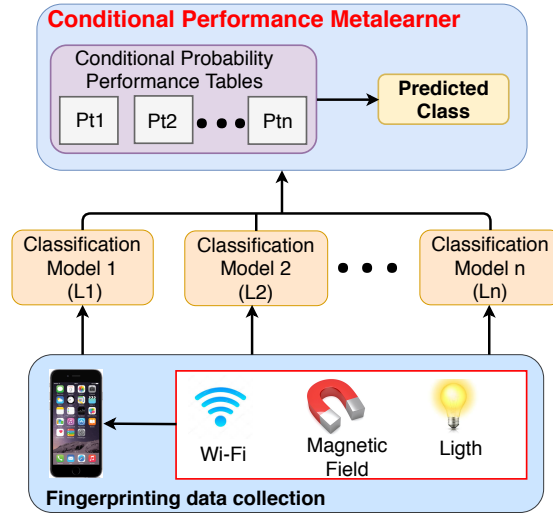 Conditional Performance Metalearner
Conditional Probability
Performance Tables
Pt1
Pt2
Ptn
Predicted
Class
Classification
Model 1
(L1)
Classification
Model 2
(L2)
Classification
Model n
(Ln)
Wi-Fi
Magnetic
Field
Ligth
Fingerprinting data collection